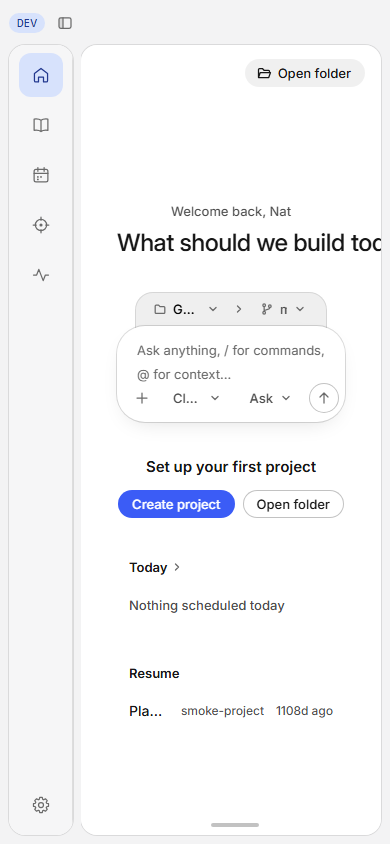 DEV
Open folder
Welcome back, Nat
What should we build tod
G...
Ask anything, / for commands,
@ for context...
Cl... Ask
Set up your first project
Create project Open folder
Today
Nothing scheduled today
Resume
Pla... smoke-project 1108d ago